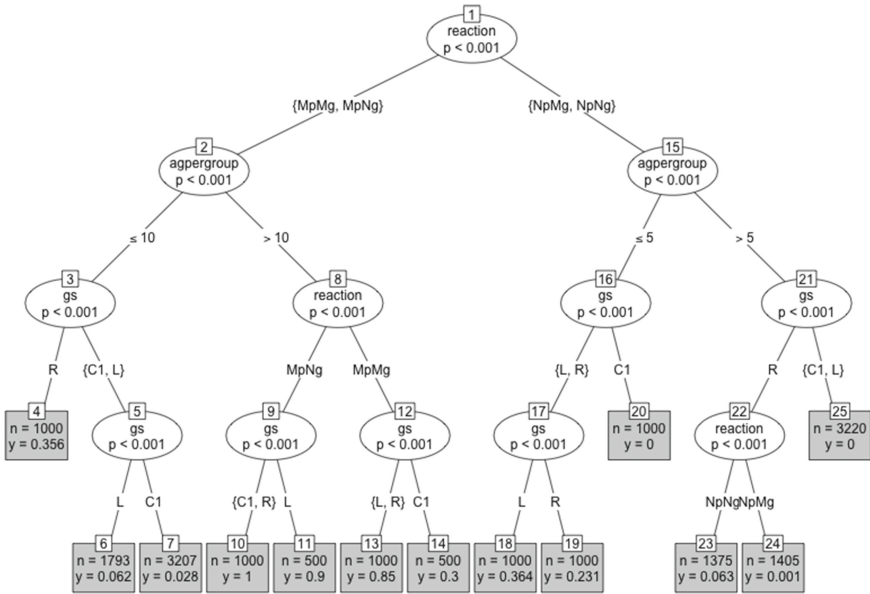 1
reaction
p < 0.001
{MpMg, MpNg}
{NpMg, NpNg}
2
agpergroup
p < 0.001
15
agpergroup
p < 0.001
≤ 10
> 10
≤ 5
> 5
3
gs
p < 0.001
8
reaction
p < 0.001
16
gs
p < 0.001
21
gs
p < 0.001
R
{C1, L}
MpNg
MpMg
{L, R}
C1
R
{C1, L}
4
n = 1000
y = 0.356
5
gs
p < 0.001
9
gs
p < 0.001
12
gs
p < 0.001
17
gs
p < 0.001
20
n = 1000
y = 0
22
reaction
p < 0.001
25
n = 3220
y = 0
L
C1
{C1, R}
L
{L, R}
C1
L
R
NpNg
NpMg
6
n = 1793
y = 0.062
7
n = 3207
y = 0.028
10
n = 1000
y = 1
11
n = 500
y = 0.9
13
n = 1000
y = 0.85
14
n = 500
y = 0.3
18
n = 1000
y = 0.364
19
n = 1000
y = 0.231
23
n = 1375
y = 0.063
24
n = 1405
y = 0.001